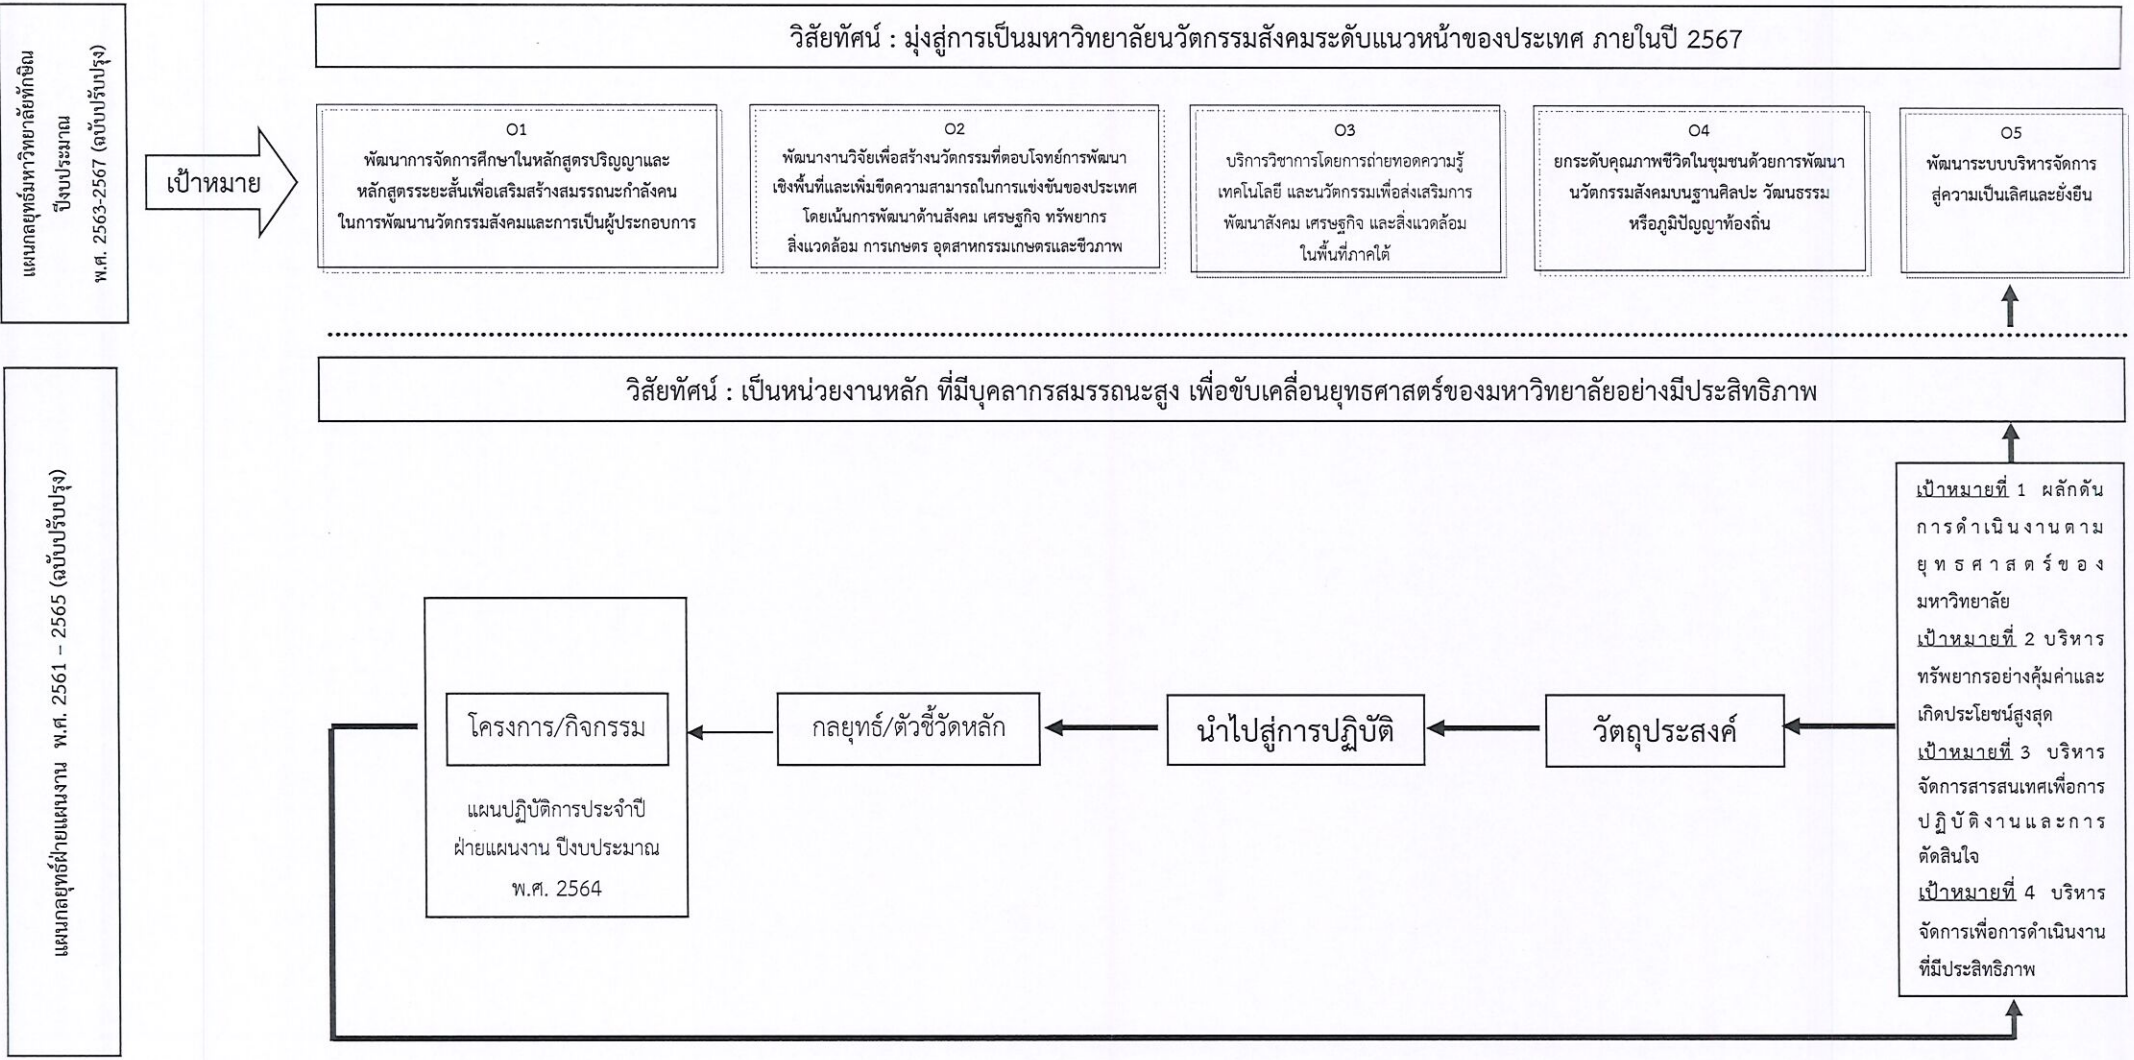 แผนกลยุทธ์มหาวิทยาลัยทักษิณ
ปีงบประมาณ
พ.ศ. 2563-2567 (ฉบับปรับปรุง)
วิสัยทัศน์ : มุ่งสู่การเป็นมหาวิทยาลัยนวัตกรรมสังคมระดับแนวหน้าของประเทศ ภายในปี 2567
เป้าหมาย
O1
พัฒนาการจัดการศึกษาในหลักสูตรปริญญาและ
หลักสูตรระยะสั้นเพื่อเสริมสร้างสมรรถนะกำลังคน
ในการพัฒนานวัตกรรมสังคมและการเป็นผู้ประกอบการ
O2
พัฒนางานวิจัยเพื่อสร้างนวัตกรรมที่ตอบโจทย์การพัฒนา
เชิงพื้นที่และเพิ่มขีดความสามารถในการแข่งขันของประเทศ
โดยเน้นการพัฒนาด้านสังคม เศรษฐกิจ ทรัพยากร
สิ่งแวดล้อม การเกษตร อุตสาหกรรมเกษตรและชีวภาพ
O3
บริการวิชาการโดยการถ่ายทอดความรู้
เทคโนโลยี และนวัตกรรมเพื่อส่งเสริมการ
พัฒนาสังคม เศรษฐกิจ และสิ่งแวดล้อม
ในพื้นที่ภาคใต้
O4
ยกระดับคุณภาพชีวิตในชุมชนด้วยการพัฒนา
นวัตกรรมสังคมบนฐานศิลปะ วัฒนธรรม
หรือภูมิปัญญาท้องถิ่น
O5
พัฒนาระบบบริหารจัดการ
สู่ความเป็นเลิศและยั่งยืน
แผนกลยุทธ์ฝ่ายแผนงาน พ.ศ. 2561 – 2565 (ฉบับปรับปรุง)
วิสัยทัศน์ : เป็นหน่วยงานหลัก ที่มีบุคลากรสมรรถนะสูง เพื่อขับเคลื่อนยุทธศาสตร์ของมหาวิทยาลัยอย่างมีประสิทธิภาพ
โครงการ/กิจกรรม
แผนปฏิบัติการประจำปี
ฝ่ายแผนงาน ปีงบประมาณ
พ.ศ. 2564
กลยุทธ์/ตัวชี้วัดหลัก
นำไปสู่การปฏิบัติ
วัตถุประสงค์
เป้าหมายที่ 1 ผลักดัน
การดำเนินงานตาม
ยุทธศาสตร์ของ
มหาวิทยาลัย
เป้าหมายที่ 2 บริหาร
ทรัพยากรอย่างคุ้มค่าและ
เกิดประโยชน์สูงสุด
เป้าหมายที่ 3 บริหาร
จัดการสารสนเทศเพื่อการ
ปฏิบัติงานและการ
ตัดสินใจ
เป้าหมายที่ 4 บริหาร
จัดการเพื่อการดำเนินงาน
ที่มีประสิทธิภาพ